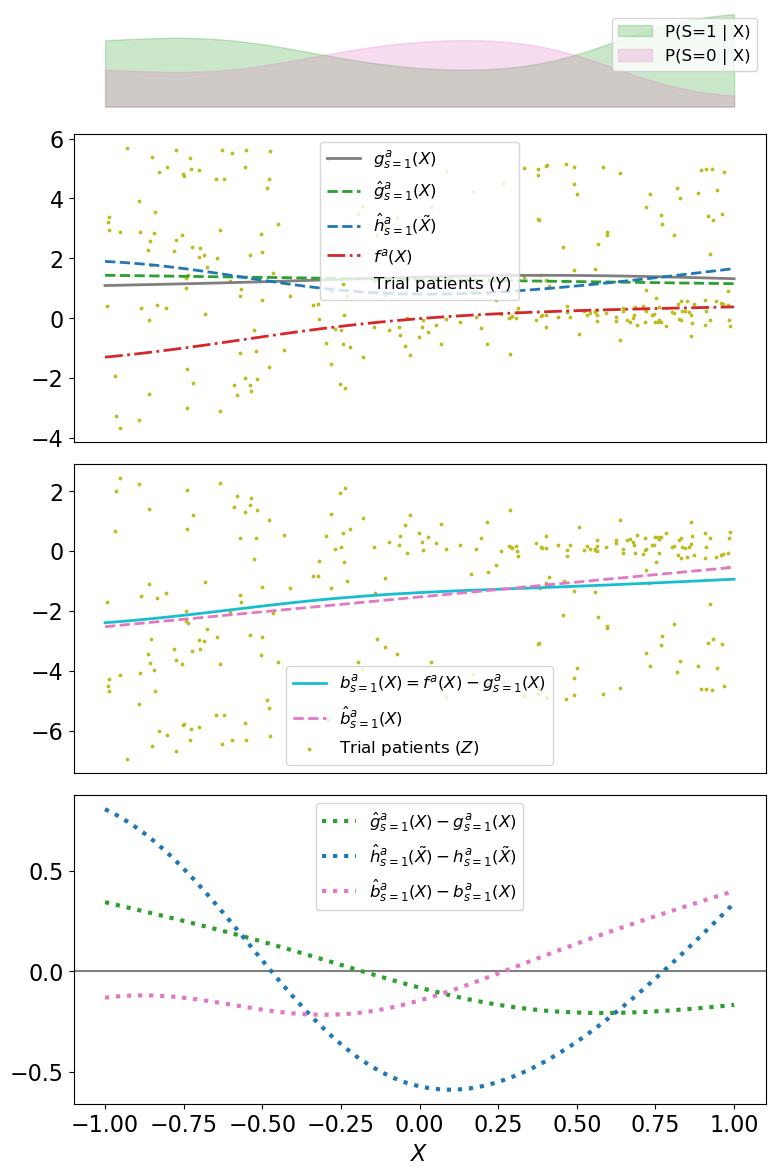 P(S=1 | X)
P(S=0 | X)
6
4
2
0
−2
−4
g^a_{s=1}(X)
ĝ^a_{s=1}(X)
ĥ^a_{s=1}(X̃)
f^a(X)
Trial patients (Y)
2
0
−2
−4
−6
b^a_{s=1}(X) = f^a(X) − g^a_{s=1}(X)
b̂^a_{s=1}(X)
Trial patients (Z)
0.5
0.0
−0.5
ĝ^a_{s=1}(X) − g^a_{s=1}(X)
ĥ^a_{s=1}(X̃) − h^a_{s=1}(X̃)
b̂^a_{s=1}(X) − b^a_{s=1}(X)
−1.00 −0.75 −0.50 −0.25 0.00 0.25 0.50 0.75 1.00
X